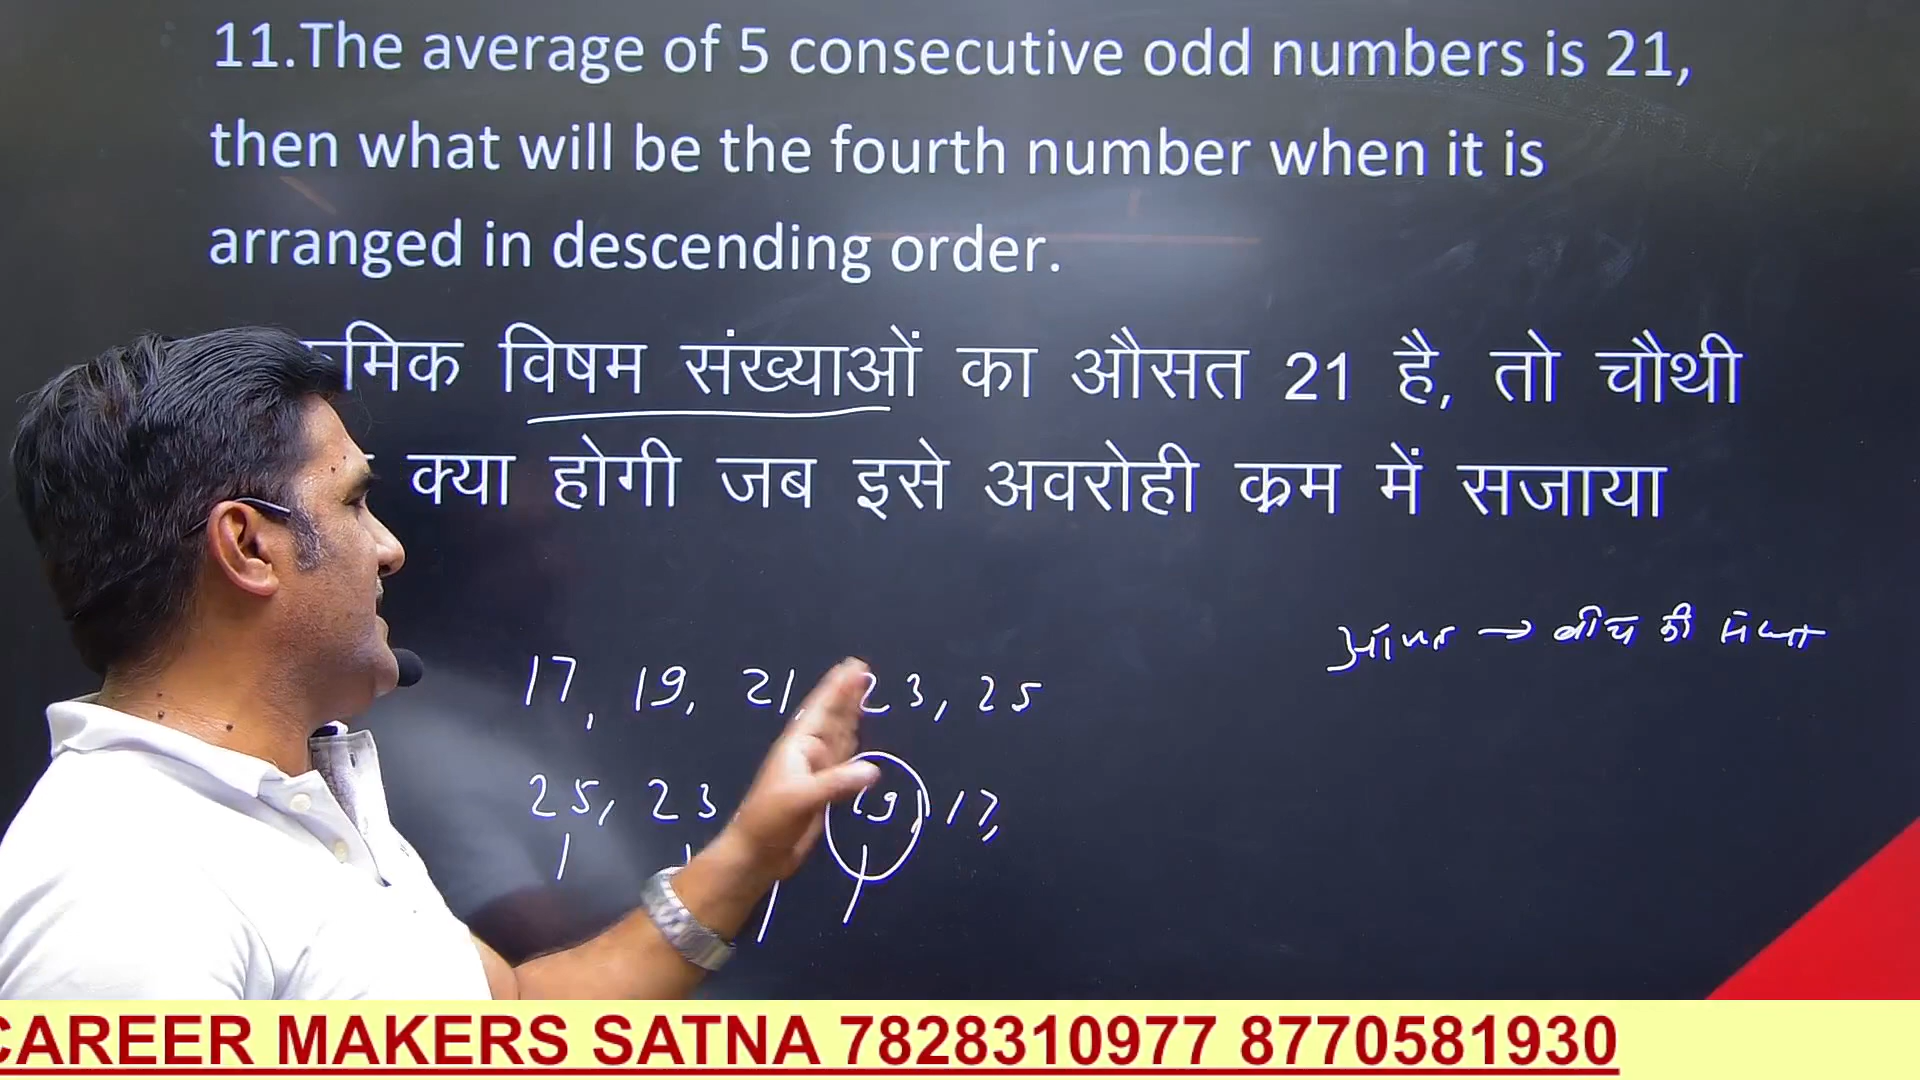 11.The average of 5 consecutive odd numbers is 21,
then what will be the fourth number when it is
arranged in descending order.
विषम संख्याओं का औसत 21 है, तो चौथी
क्या होगी जब इसे अवरोही क्रम में सजाया
औसत → बीच की संख्या
17, 19, 21, 23, 25
25, 23, 19, 17,
CAREER MAKERS SATNA 7828310977 8770581930